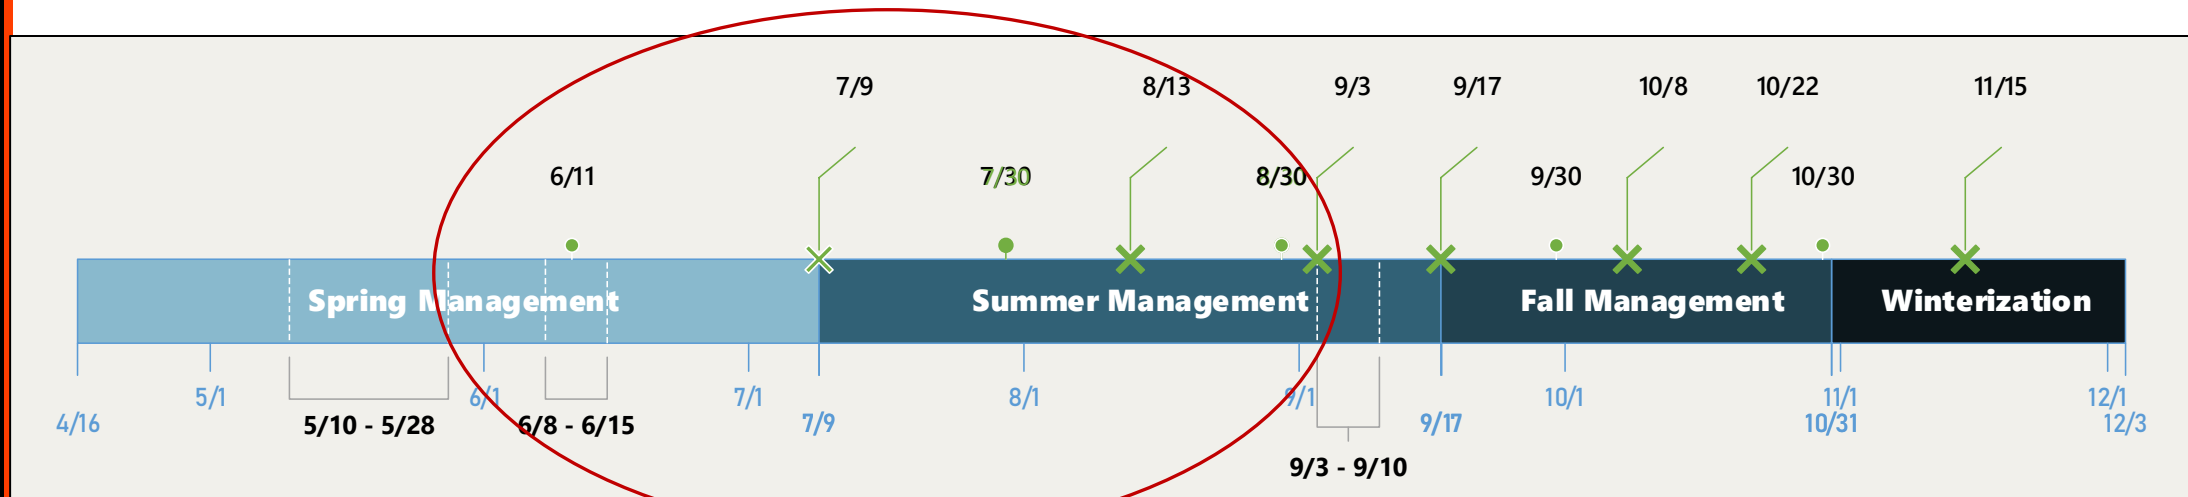 7/9 8/13 9/3 9/17 10/8 10/22 11/15
6/11 7/30 8/30 9/30 10/30
Spring Management Summer Management Fall Management Winterization
5/1 6/1 7/1 8/1 9/1 10/1 11/1 12/1
4/16 5/10 - 5/28 6/8 - 6/15 7/9 9/17 10/31 12/3
9/3 - 9/10